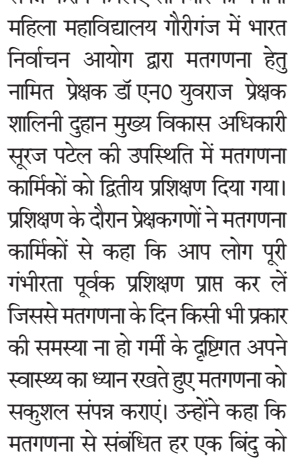 महिला महाविद्यालय गौरीगंज में भारत
निर्वाचन आयोग द्वारा मतगणना हेतु
नामित प्रेक्षक डॉ एन0 युवराज प्रेक्षक
शालिनी दुहान मुख्य विकास अधिकारी
सूरज पटेल की उपस्थिति में मतगणना
कार्मिकों को द्वितीय प्रशिक्षण दिया गया।
प्रशिक्षण के दौरान प्रेक्षकगणों ने मतगणना
कार्मिकों से कहा कि आप लोग पूरी
गंभीरता पूर्वक प्रशिक्षण प्राप्त कर लें
जिससे मतगणना के दिन किसी भी प्रकार
की समस्या ना हो गर्मी के दृष्टिगत अपने
स्वास्थ्य का ध्यान रखते हुए मतगणना को
सकुशल संपन्न कराएं। उन्होंने कहा कि
मतगणना से संबंधित हर एक बिंदु को